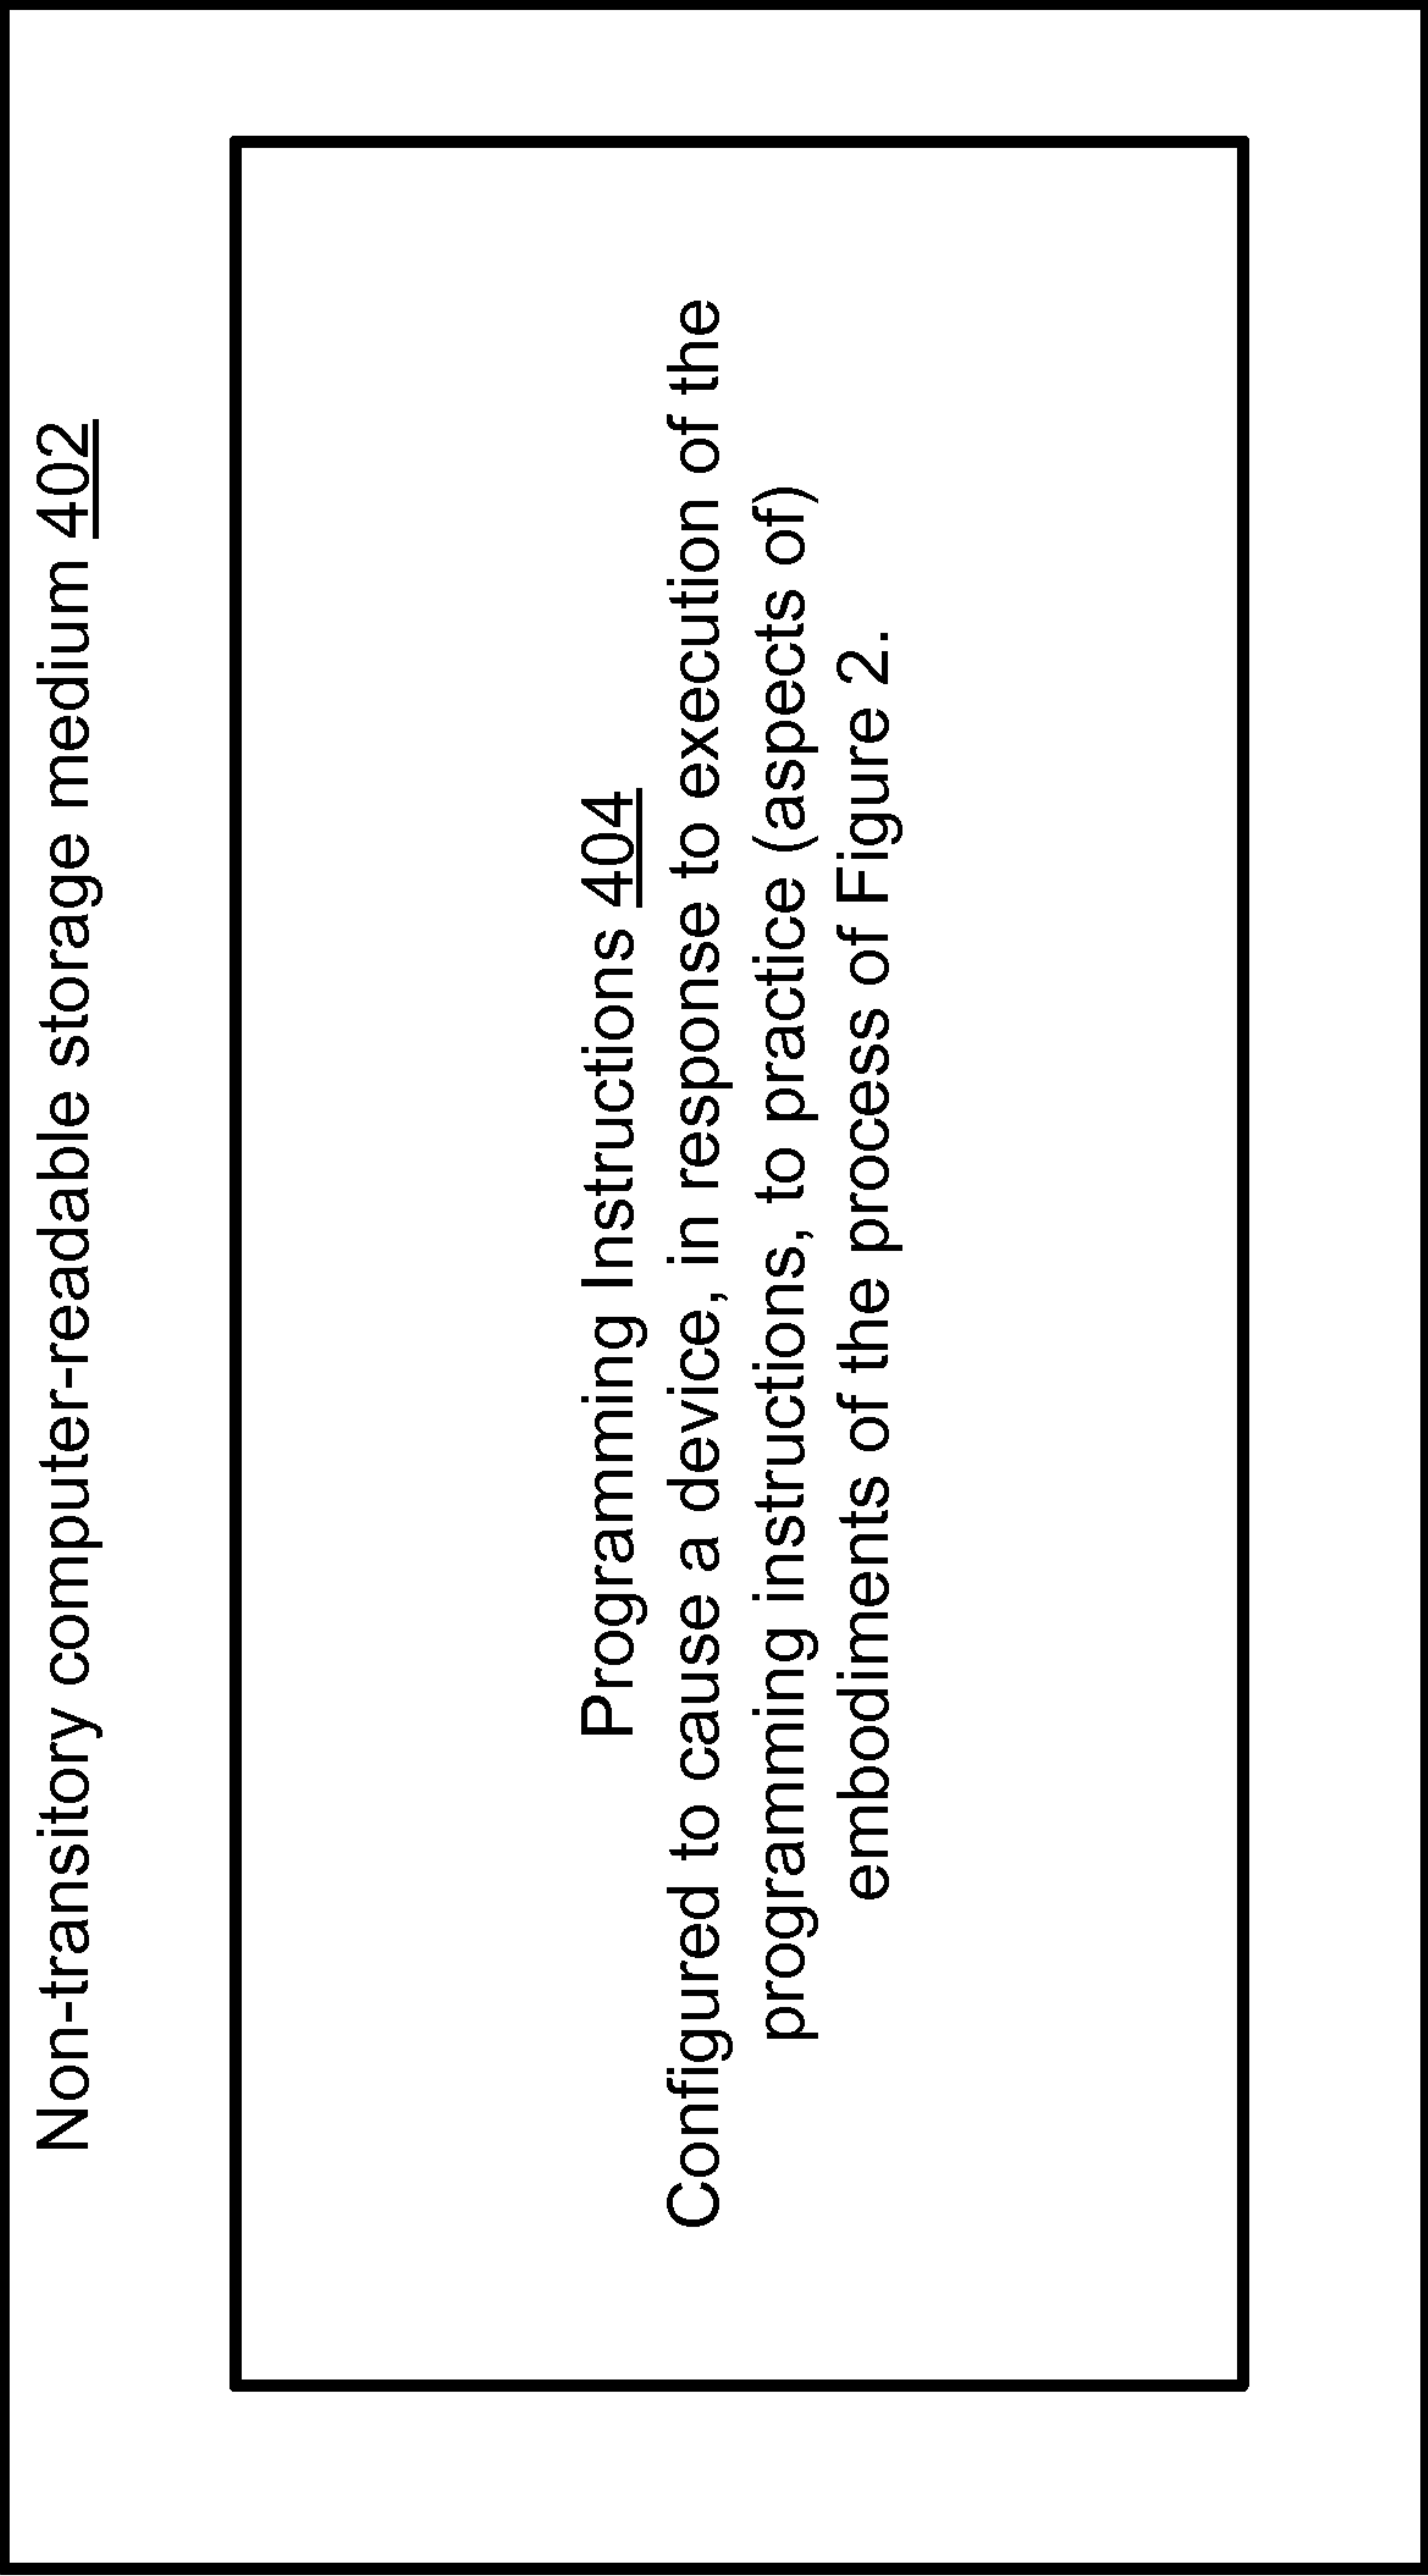 Non-transitory computer-readable storage medium 402
Programming Instructions 404
Configured to cause a device, in response to execution of the
programming instructions, to practice (aspects of)
embodiments of the process of Figure 2.